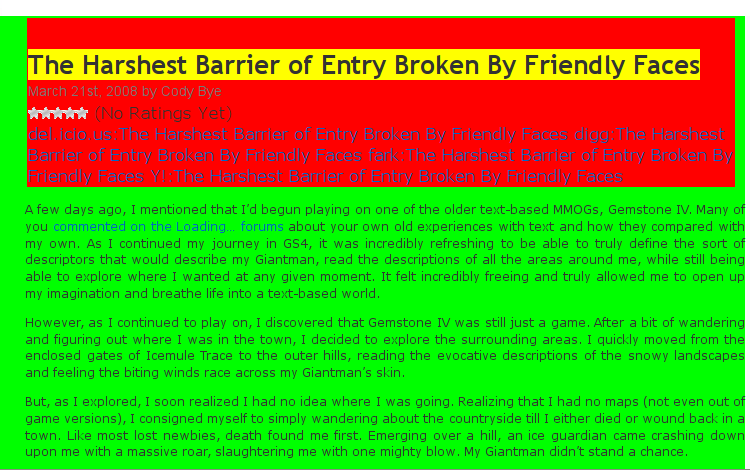 The Harshest Barrier of Entry Broken By Friendly Faces
March 21st, 2008 by Cody Bye
(No Ratings Yet)
del.icio.us:The Harshest Barrier of Entry Broken By Friendly Faces digg:The Harshest
Barrier of Entry Broken By Friendly Faces fark:The Harshest Barrier of Entry Broken By
Friendly Faces Y!:The Harshest Barrier of Entry Broken By Friendly Faces
A few days ago, I mentioned that I'd begun playing on one of the older text-based MMOGs, Gemstone IV. Many of
you commented on the Loading... forums about your own old experiences with text and how they compared with
my own. As I continued my journey in GS4, it was incredibly refreshing to be able to truly define the sort of
descriptors that would describe my Giantman, read the descriptions of all the areas around me, while still being
able to explore where I wanted at any given moment. It felt incredibly freeing and truly allowed me to open up
my imagination and breathe life into a text-based world.
However, as I continued to play on, I discovered that Gemstone IV was still just a game. After a bit of wandering
and figuring out where I was in the town, I decided to explore the surrounding areas. I quickly moved from the
enclosed gates of Icemule Trace to the outer hills, reading the evocative descriptions of the snowy landscapes
and feeling the biting winds race across my Giantman's skin.
But, as I explored, I soon realized I had no idea where I was going. Realizing that I had no maps (not even out of
game versions), I consigned myself to simply wandering about the countryside till I either died or wound back in a
town. Like most lost newbies, death found me first. Emerging over a hill, an ice guardian came crashing down
upon me with a massive roar, slaughtering me with one mighty blow. My Giantman didn't stand a chance.